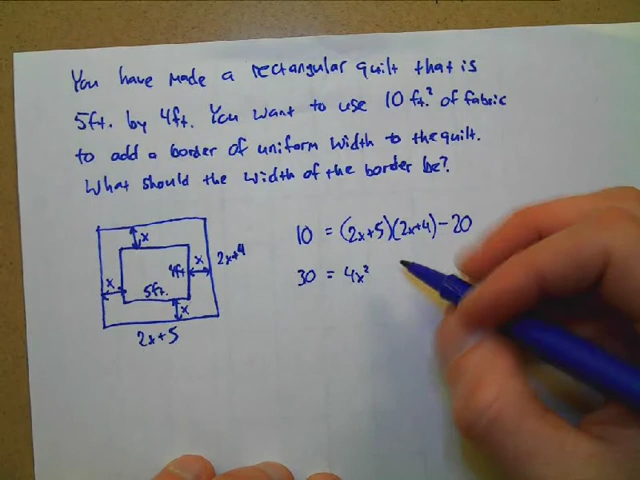 You have made a rectangular quilt that is
5ft. by 4ft. You want to use 10 ft.² of fabric
to add a border of uniform width to the quilt.
What should the width of the border be?
x
4ft.
x
2x+4
x
5ft.
x
2x+5
10 = (2x+5)(2x+4)-20
30 = 4x²